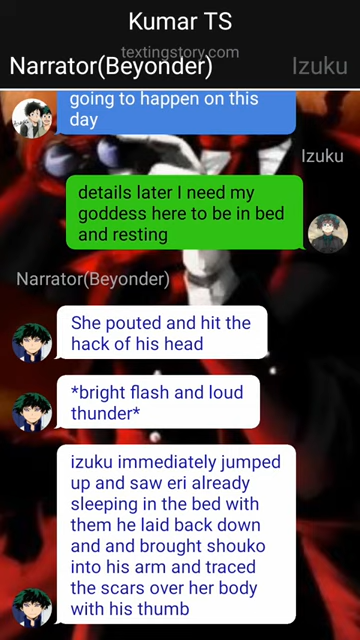 Kumar TS
textingstory.com
Narrator(Beyonder)
Izuku
going to happen on this
day
Izuku
details later I need my
goddess here to be in bed
and resting
Narrator(Beyonder)
She pouted and hit the
hack of his head
*bright flash and loud
thunder*
izuku immediately jumped
up and saw eri already
sleeping in the bed with
them he laid back down
and and brought shouko
into his arm and traced
the scars over her body
with his thumb